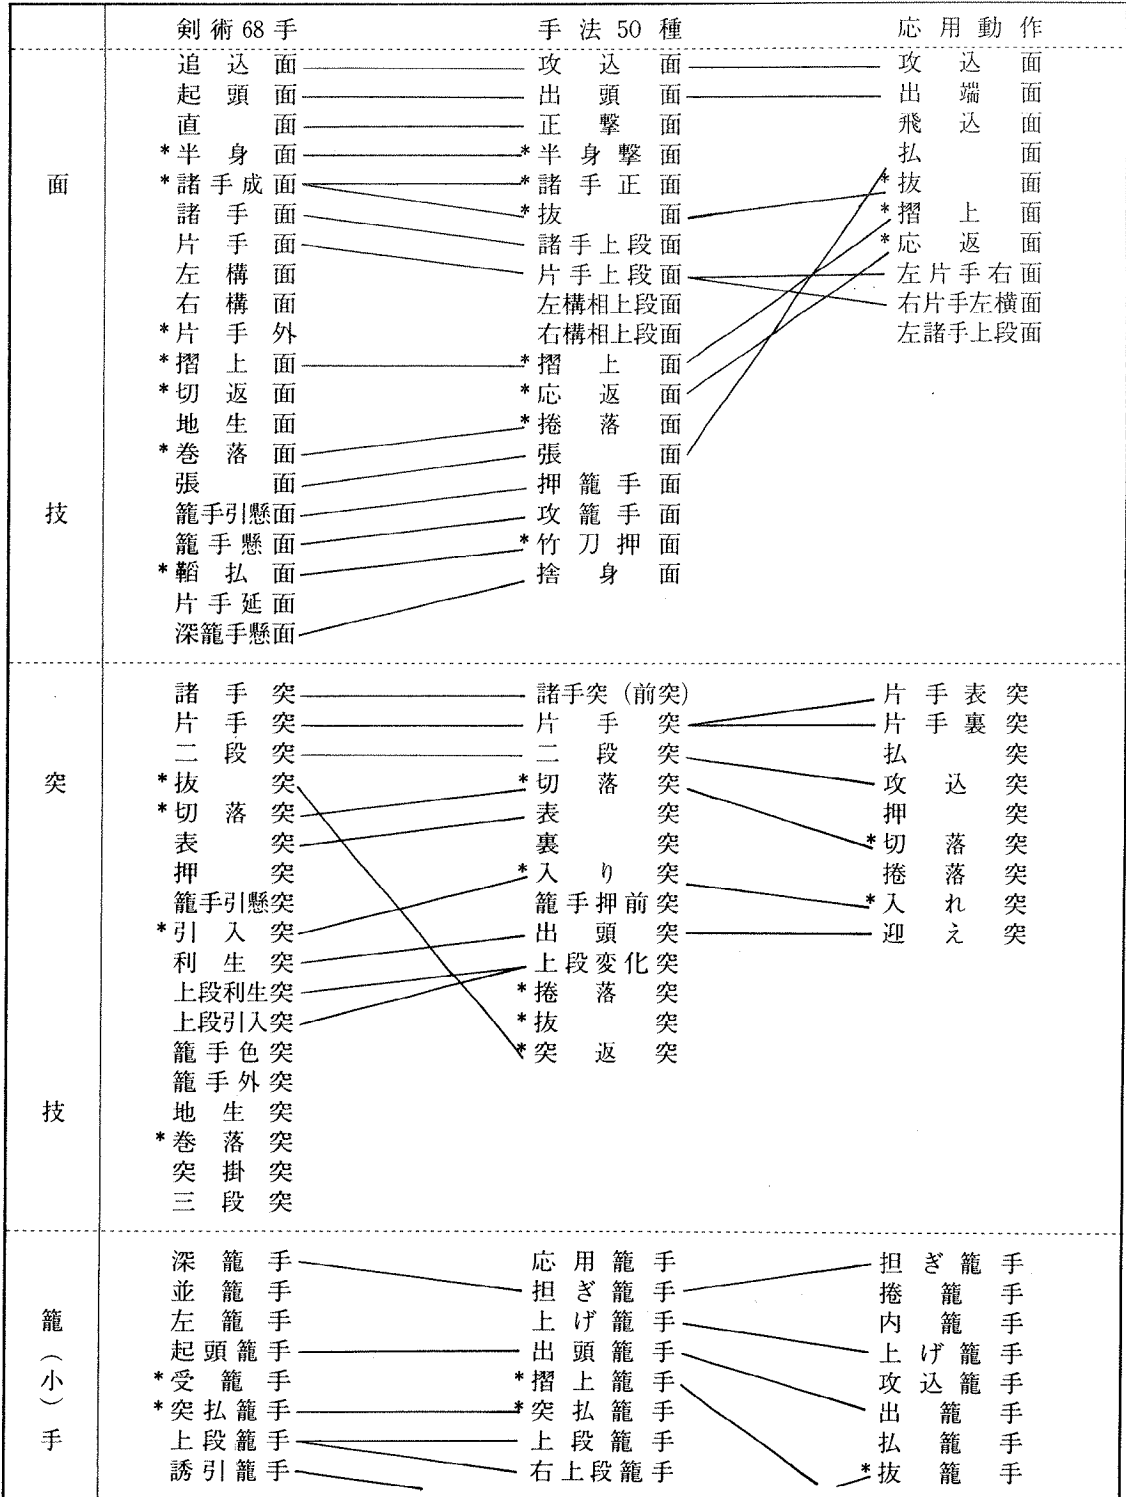 剣術68手 手法50種 応用動作
面技
追込面 攻込面 攻込面
起頭面 出頭面 出端面
直面 正撃面 飛込面
*半身面 *半身撃面 払面
*諸手成面 *諸手正面 *抜面
諸手面 *抜面 *摺上面
片手面 諸手上段面 *応返面
左構面 片手上段面 左片手右面
右構面 左構相上段面 右片手左横面
*片手外 右構相上段面 左諸手上段面
*摺上面 *摺上面
*切返面 *応返面
地生面 *捲落面
*巻落面 張面
張面 押籠手面
籠手引懸面 攻籠手面
籠手懸面 *竹刀押面
*鞱払面 捨身面
片手延面
深籠手懸面
突技
諸手突 諸手突(前突) 片手表突
片手突 片手突 片手裏突
二段突 二段突 払突
*抜突 *切落突 攻込突
*切落突 表突 押突
表突 裏突 *切落突
押突 *入り突 捲落突
籠手引懸突 籠手押前突 *入れ突
*引入突 出頭突 迎え突
利生突 上段変化突
上段利生突 *捲落突
上段引入突 *抜突
籠手色突 *突返突
籠手外突
地生突
*巻落突
突掛突
三段突
籠(小)手
深籠手 応用籠手 担ぎ籠手
並籠手 担ぎ籠手 捲籠手
左籠手 上げ籠手 内籠手
起頭籠手 出頭籠手 上げ籠手
*受籠手 *摺上籠手 攻込籠手
*突払籠手 *突払籠手 出籠手
上段籠手 上段籠手 払籠手
誘引籠手 右上段籠手 *抜籠手